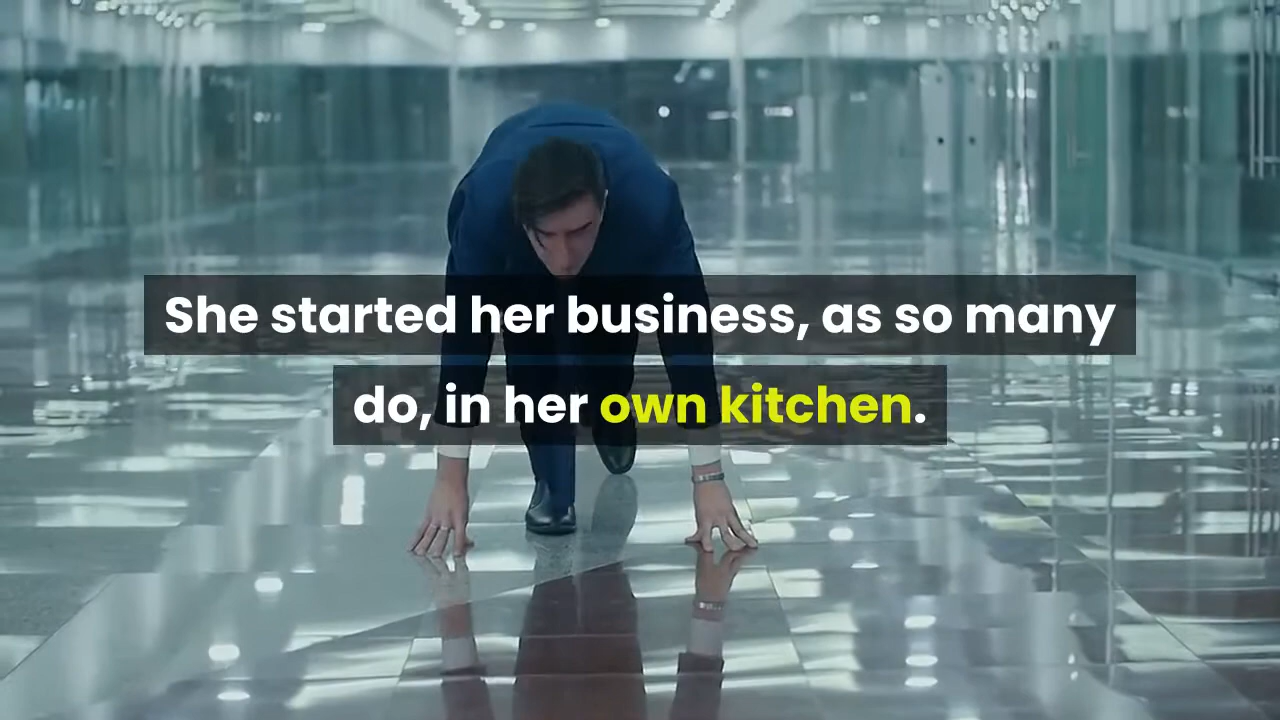 She started her business, as so many
do, in her own kitchen.